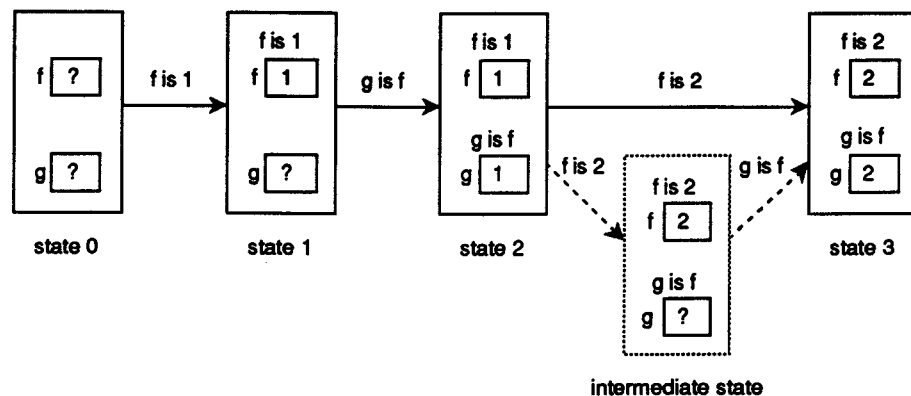 f is 1
f is 1
f is 2
f ?
f is 1
f 1
g is f
f 1
f is 2
f 2
g is f
g is f
g ?
g ?
g 1
f is 2
g is f
g 2
f is 2
f 2
state 0
state 1
state 2
state 3
g is f
g ?
intermediate state